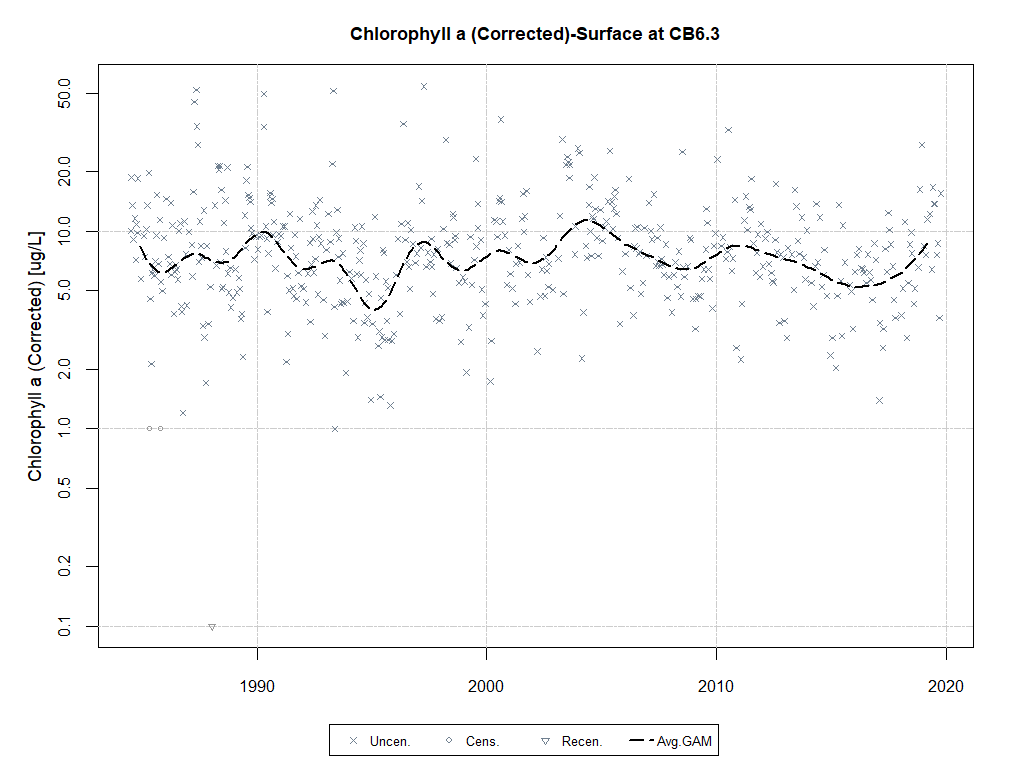 Chlorophyll a (Corrected)-Surface at CB6.3
Chlorophyll a (Corrected) [ug/L]
50.0
20.0
10.0
5.0
2.0
1.0
0.5
0.2
0.1
1990 2000 2010 2020
Uncen. Cens. Recen. Avg.GAM